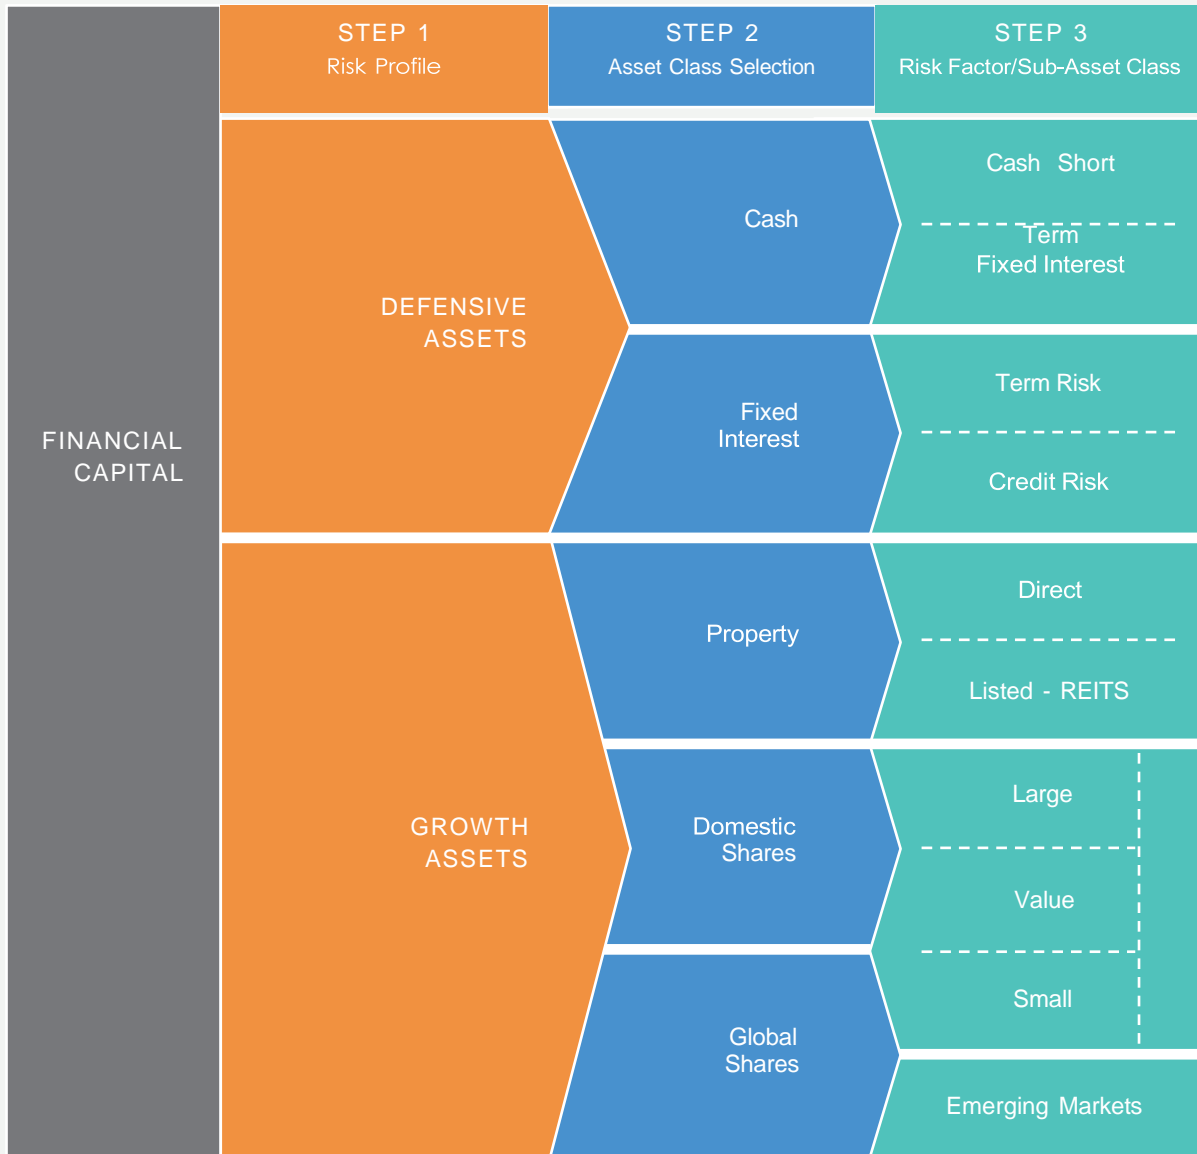 STEP 1
Risk Profile
STEP 2
Asset Class Selection
STEP 3
Risk Factor/Sub-Asset Class
FINANCIAL
CAPITAL
DEFENSIVE
ASSETS
Cash
Cash Short
Term
Fixed Interest
Fixed
Interest
Term Risk
Credit Risk
GROWTH
ASSETS
Property
Direct
Listed - REITS
Domestic
Shares
Large
Value
Small
Global
Shares
Emerging Markets